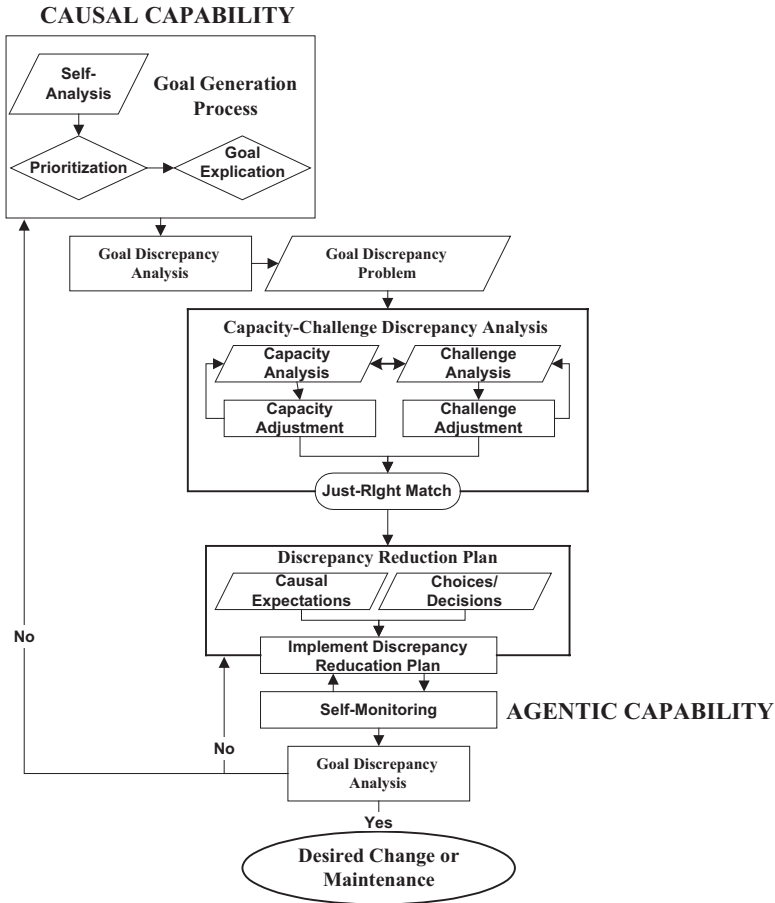 CAUSAL CAPABILITY
Self-
Analysis
Goal Generation
Process
Prioritization
Goal
Explication
Goal Discrepancy
Analysis
Goal Discrepancy
Problem
Capacity-Challenge Discrepancy Analysis
Capacity
Analysis
Challenge
Analysis
Capacity
Adjustment
Challenge
Adjustment
Just-RIght Match
Discrepancy Reduction Plan
Causal
Expectations
Choices/
Decisions
No
Implement Discrepancy
Reducation Plan
Self-Monitoring
AGENTIC CAPABILITY
No
Goal Discrepancy
Analysis
Yes
Desired Change or
Maintenance